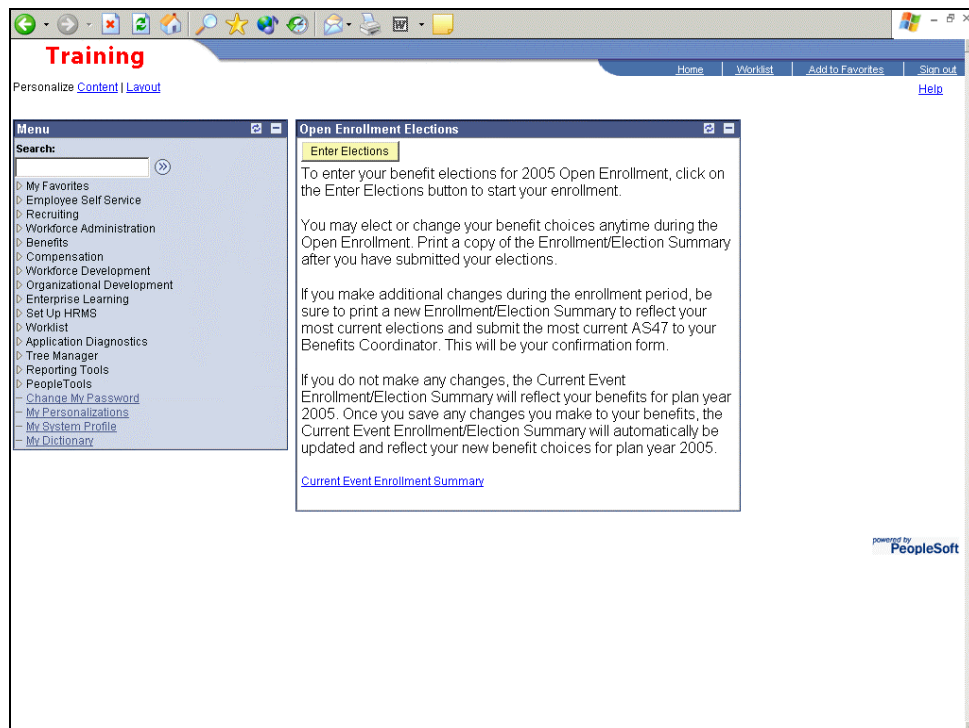 Training
Home
Worklist
Add to Favorites
Sign out
Personalize Content | Layout
Help
Menu
Search:
My Favorites
Employee Self Service
Recruiting
Workforce Administration
Benefits
Compensation
Workforce Development
Organizational Development
Enterprise Learning
Set Up HRMS
Worklist
Application Diagnostics
Tree Manager
Reporting Tools
PeopleTools
Change My Password
My Personalizations
My System Profile
My Dictionary
Open Enrollment Elections
Enter Elections
To enter your benefit elections for 2005 Open Enrollment, click on
the Enter Elections button to start your enrollment.
You may elect or change your benefit choices anytime during the
Open Enrollment. Print a copy of the Enrollment/Election Summary
after you have submitted your elections.
If you make additional changes during the enrollment period, be
sure to print a new Enrollment/Election Summary to reflect your
most current elections and submit the most current AS47 to your
Benefits Coordinator. This will be your confirmation form.
If you do not make any changes, the Current Event
Enrollment/Election Summary will reflect your benefits for plan year
2005. Once you save any changes you make to your benefits, the
Current Event Enrollment/Election Summary will automatically be
updated and reflect your new benefit choices for plan year 2005.
Current Event Enrollment Summary
powered by
PeopleSoft